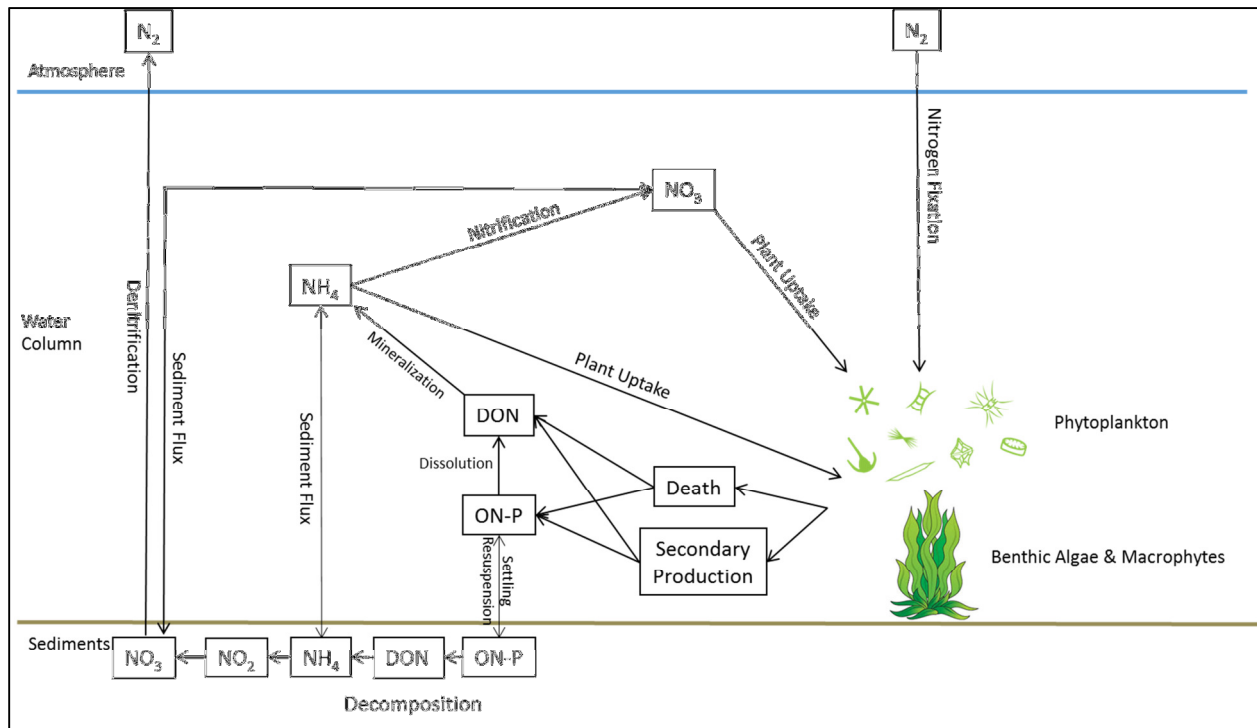 N₂
N₂
Atmosphere
Nitrogen Fixation
NO₃
Nitrification
Plant Uptake
NH₄
Denitrification
Water
Column
Sediment Flux
Mineralization
Plant Uptake
Sediment Flux
DON
Phytoplankton
Dissolution
Death
ON-P
Secondary
Production
Benthic Algae & Macrophytes
Settling
Resuspension
Sediments
NO₃
NO₂
NH₄
DON
ON-P
Decomposition